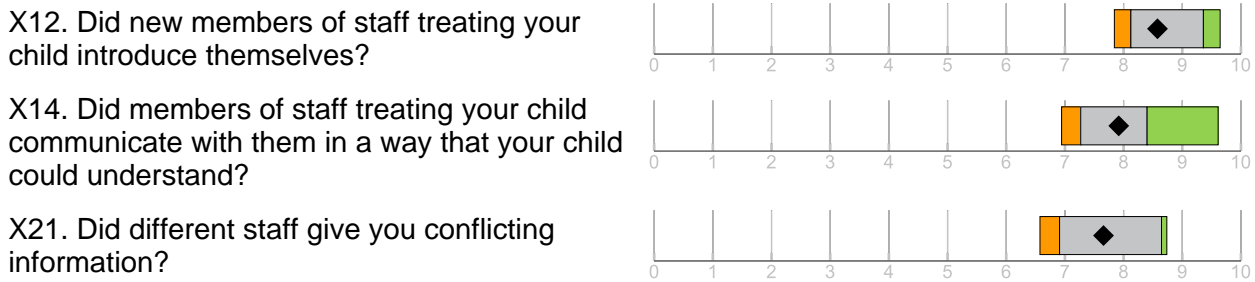 X12. Did new members of staff treating your
child introduce themselves?
0 1 2 3 4 5 6 7 8 9 10
X14. Did members of staff treating your child
communicate with them in a way that your child
could understand?
0 1 2 3 4 5 6 7 8 9 10
X21. Did different staff give you conflicting
information?
0 1 2 3 4 5 6 7 8 9 10